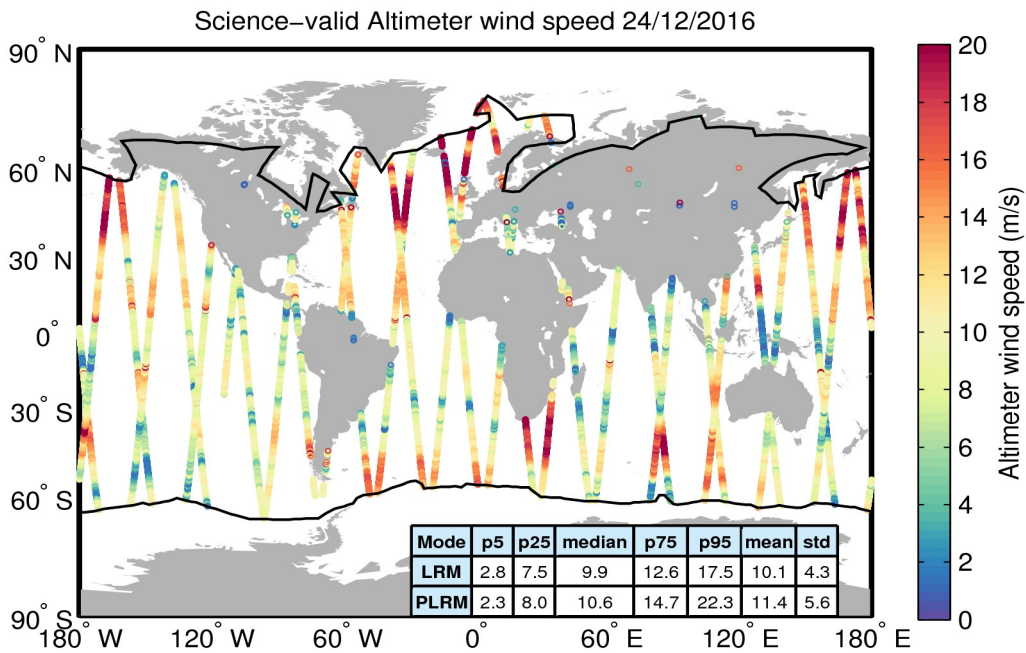 Science-valid Altimeter wind speed 24/12/2016
90° N
60° N
30° N
0°
30° S
60° S
90° S
180° W
120° W
60° W
0°
60° E
120° E
180° E
Mode p5 p25 median p75 p95 mean std
LRM 2.8 7.5 9.9 12.6 17.5 10.1 4.3
PLRM 2.3 8.0 10.6 14.7 22.3 11.4 5.6
20
18
16
14
12
10
8
6
4
2
0
Altimeter wind speed (m/s)